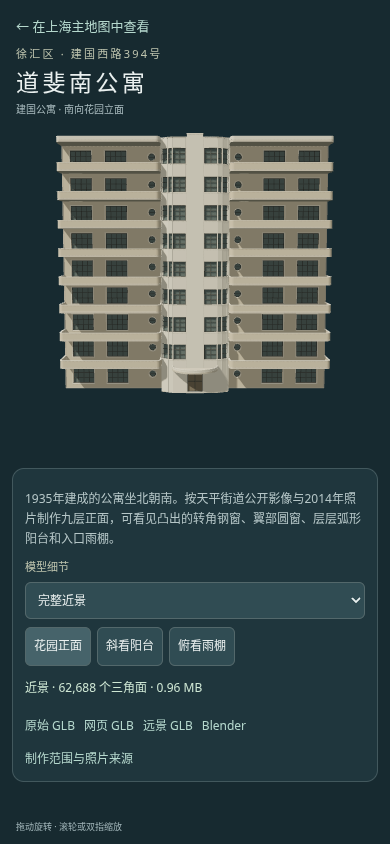 ← 在上海主地图中查看
徐汇区 · 建国西路394号
道斐南公寓
建国公寓 · 南向花园立面
1935年建成的公寓坐北朝南。按天平街道公开影像与2014年照
片制作九层正面，可看见凸出的转角钢窗、翼部圆窗、层层弧形
阳台和入口雨棚。
模型细节
完整近景
花园正面 斜看阳台 俯看雨棚
近景 · 62,688 个三角面 · 0.96 MB
原始 GLB 网页 GLB 远景 GLB Blender
制作范围与照片来源
拖动旋转 · 滚轮或双指缩放